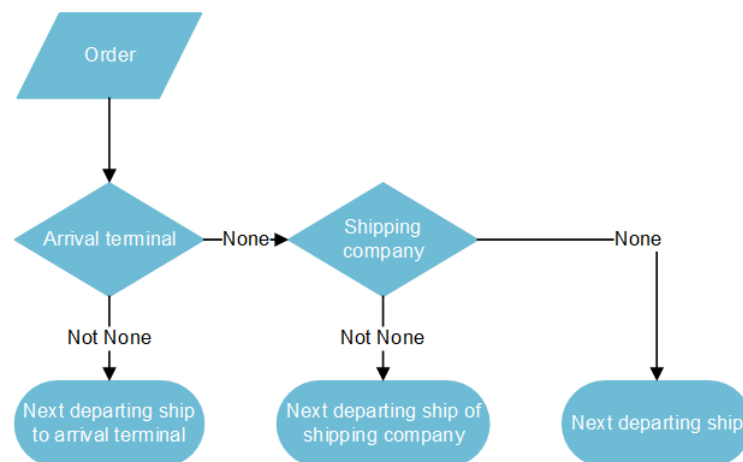 Order
Arrival terminal
None
Shipping
company
None
Not None
Not None
Next departing ship
to arrival terminal
Next departing ship of
shipping company
Next departing ship